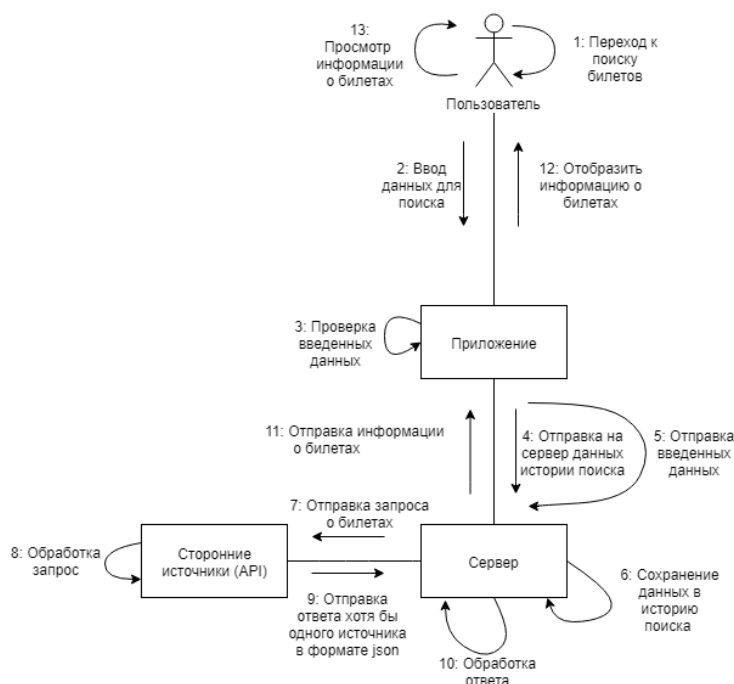 13:
Просмотр
информации
о билетах
1: Переход к
поиску
билетов
Пользователь
2: Ввод
данных для
поиска
12: Отобразить
информацию о
билетах
3: Проверка
введенных
данных
Приложение
11: Отправка информации
о билетах
4: Отправка на
сервер данных
истории поиска
5: Отправка
введенных
данных
7: Отправка запроса
о билетах
8: Обработка
запрос
Сторонние
источники (API)
Сервер
9: Отправка
ответа хотя бы
одного источника
в формате json
6: Сохранение
данных в
историю
поиска
10: Обработка
ответа